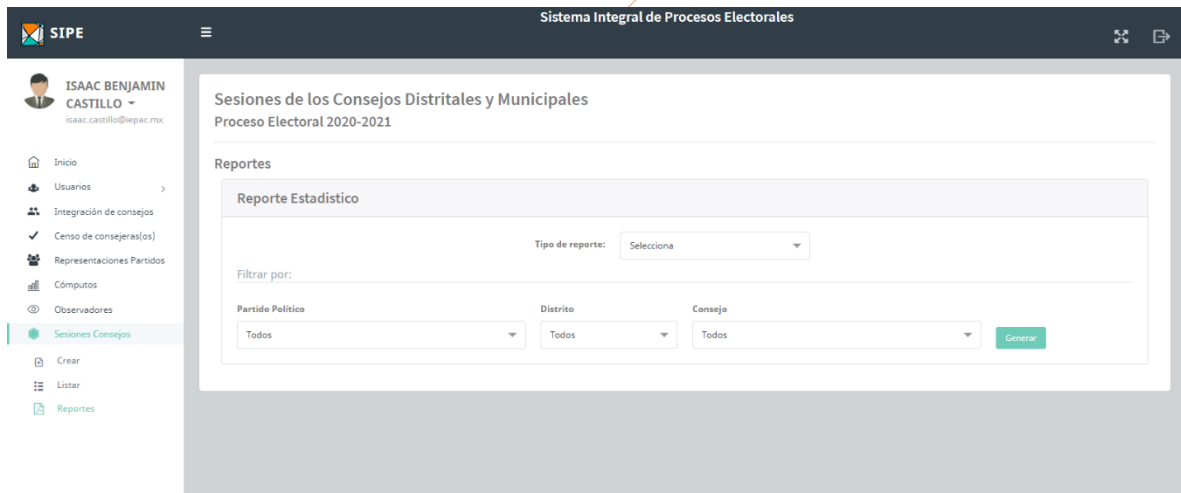 Sistema Integral de Procesos Electorales
SIPE
ISAAC BENJAMIN
CASTILLO
isaac.castillo@iepac.mx
Inicio
Usuarios
Integración de consejos
Censo de consejeras(os)
Representaciones Partidos
Cómputos
Observadores
Sesiones Consejos
Crear
Listar
Reportes
Sesiones de los Consejos Distritales y Municipales
Proceso Electoral 2020-2021
Reportes
Reporte Estadistico
Tipo de reporte: Selecciona
Filtrar por:
Partido Político Distrito Consejo
Todos Todos Todos Generar